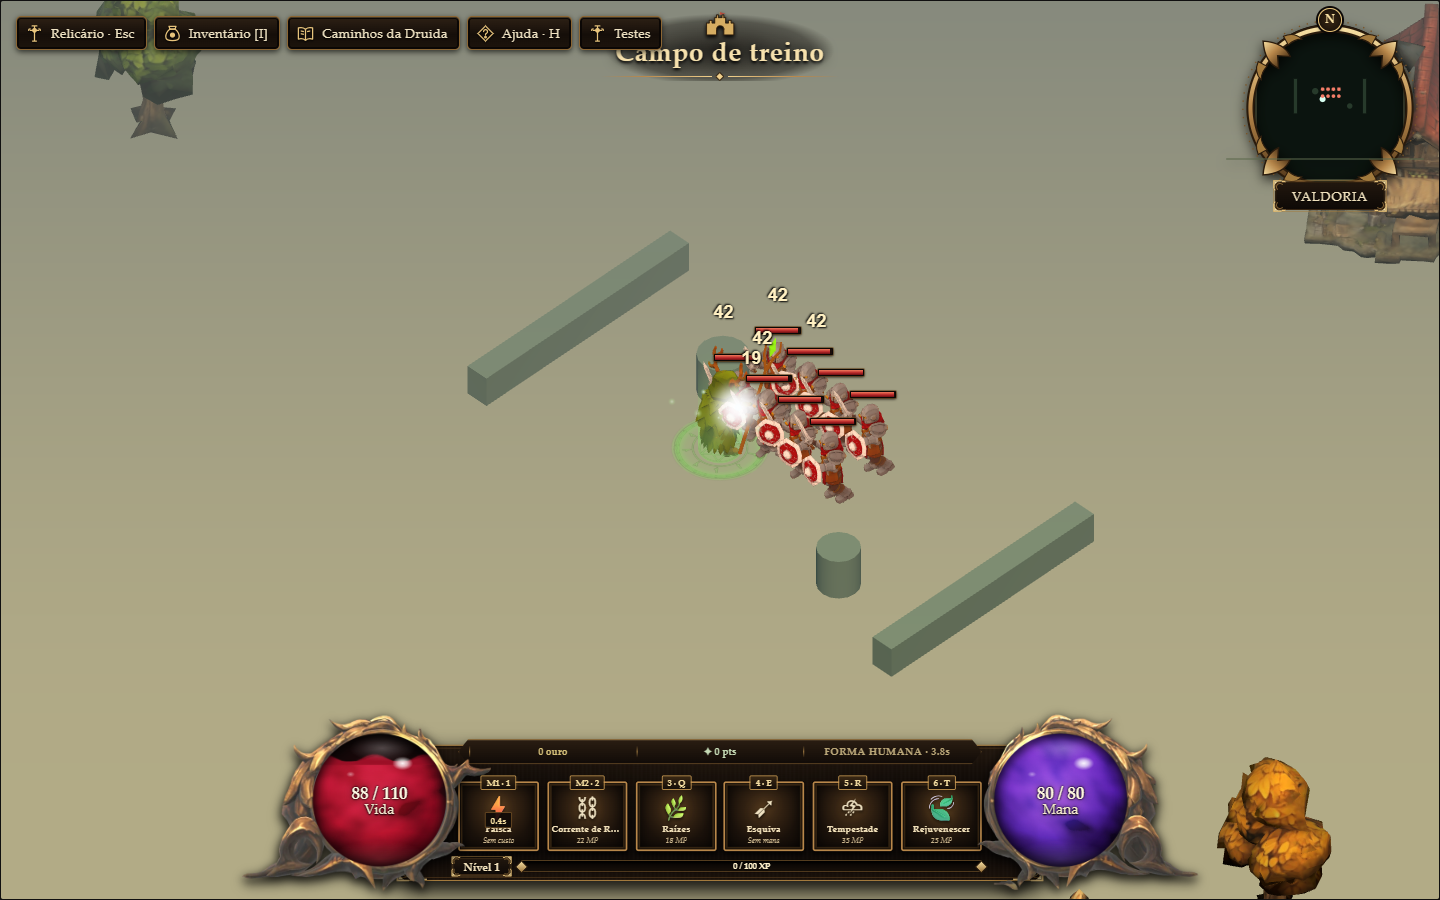 Relicário · Esc
Inventário [I]
Caminhos da Druida
Ajuda · H
Testes
Campo de treino
N
VALDORIA
42
42
42
42
19
0 ouro
✦ 0 pts
FORMA HUMANA · 3.8s
88 / 110
Vida
M1 · 1
0.4s
Faísca
Sem custo
M2 · 2
Corrente de R...
22 MP
3 · Q
Raízes
18 MP
4 · E
Esquiva
Sem mana
5 · R
Tempestade
35 MP
6 · T
Rejuvenescer
25 MP
80 / 80
Mana
Nível 1
0 / 100 XP